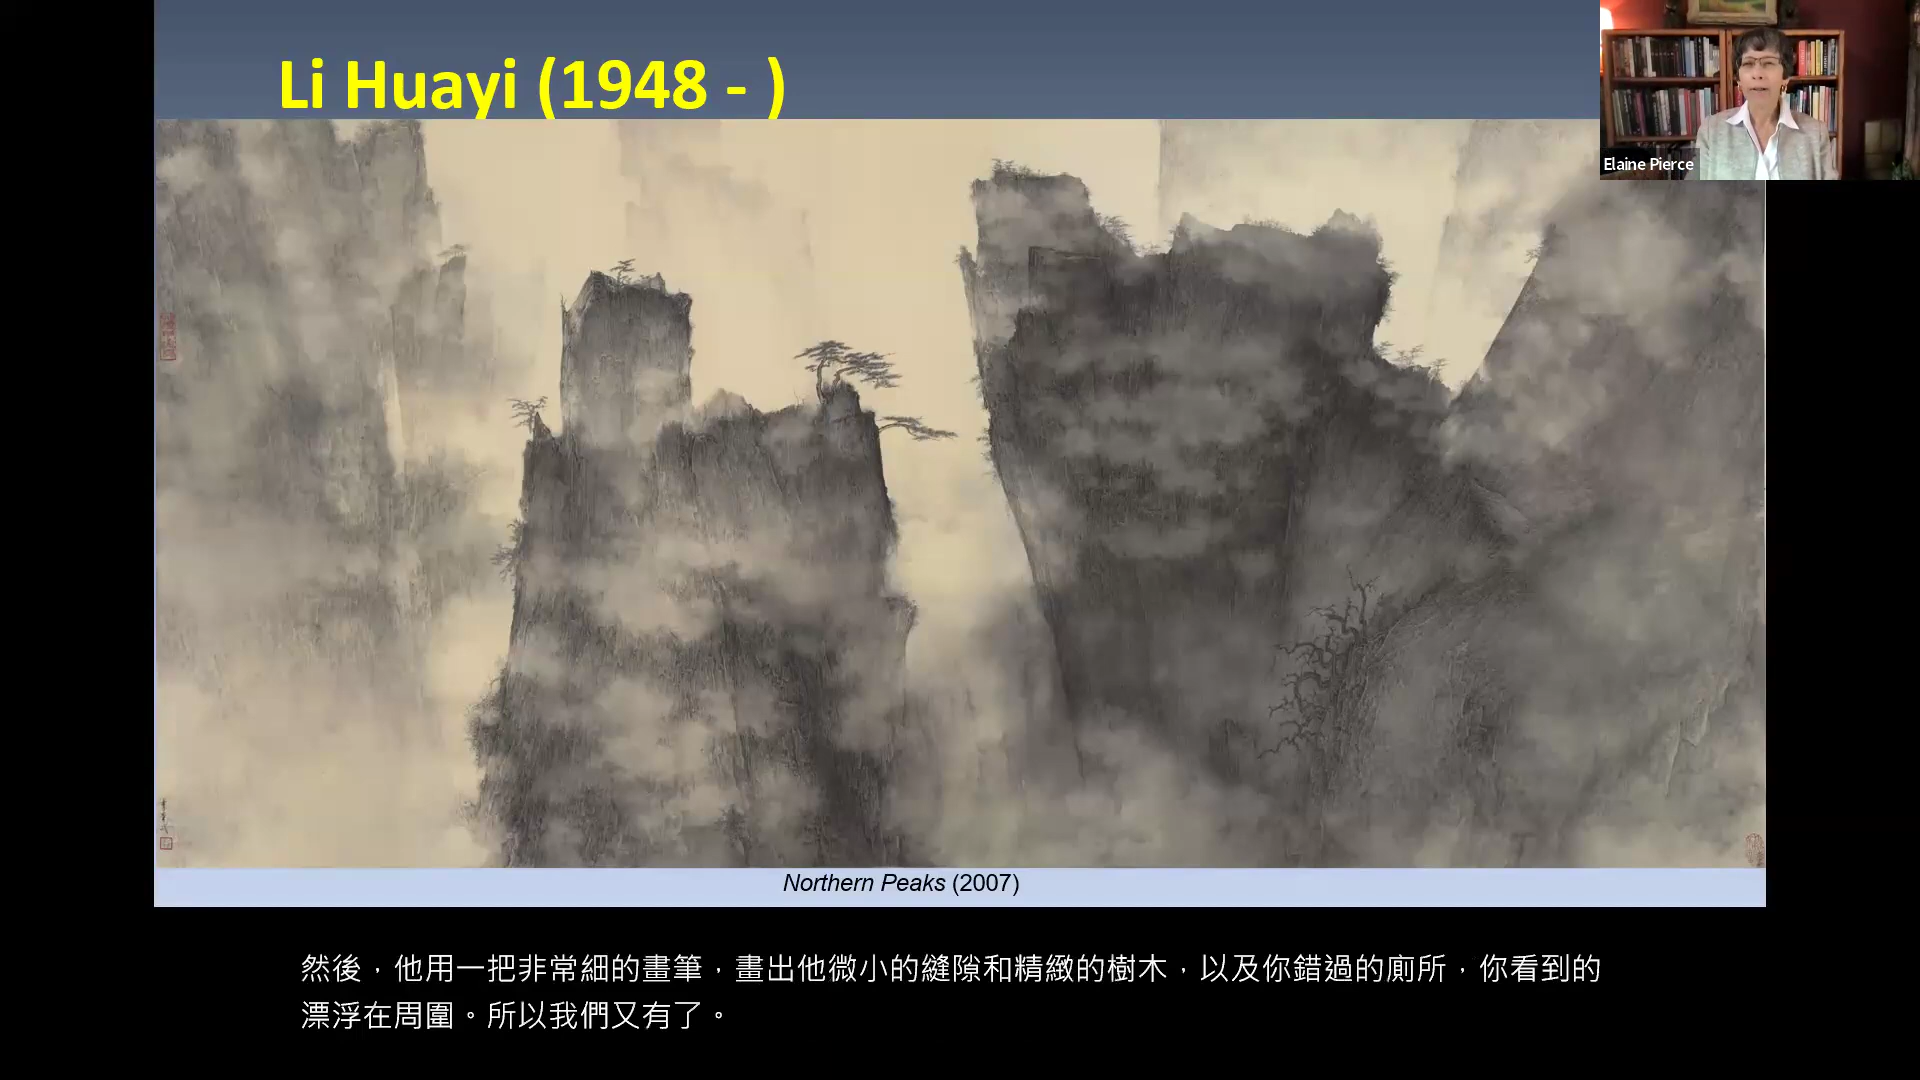 Li Huayi (1948 - )
Elaine Pierce
Northern Peaks (2007)
然後，他用一把非常細的畫筆，畫出他微小的縫隙和精緻的樹木，以及你錯過的廁所，你看到的
漂浮在周圍。所以我們又有了。